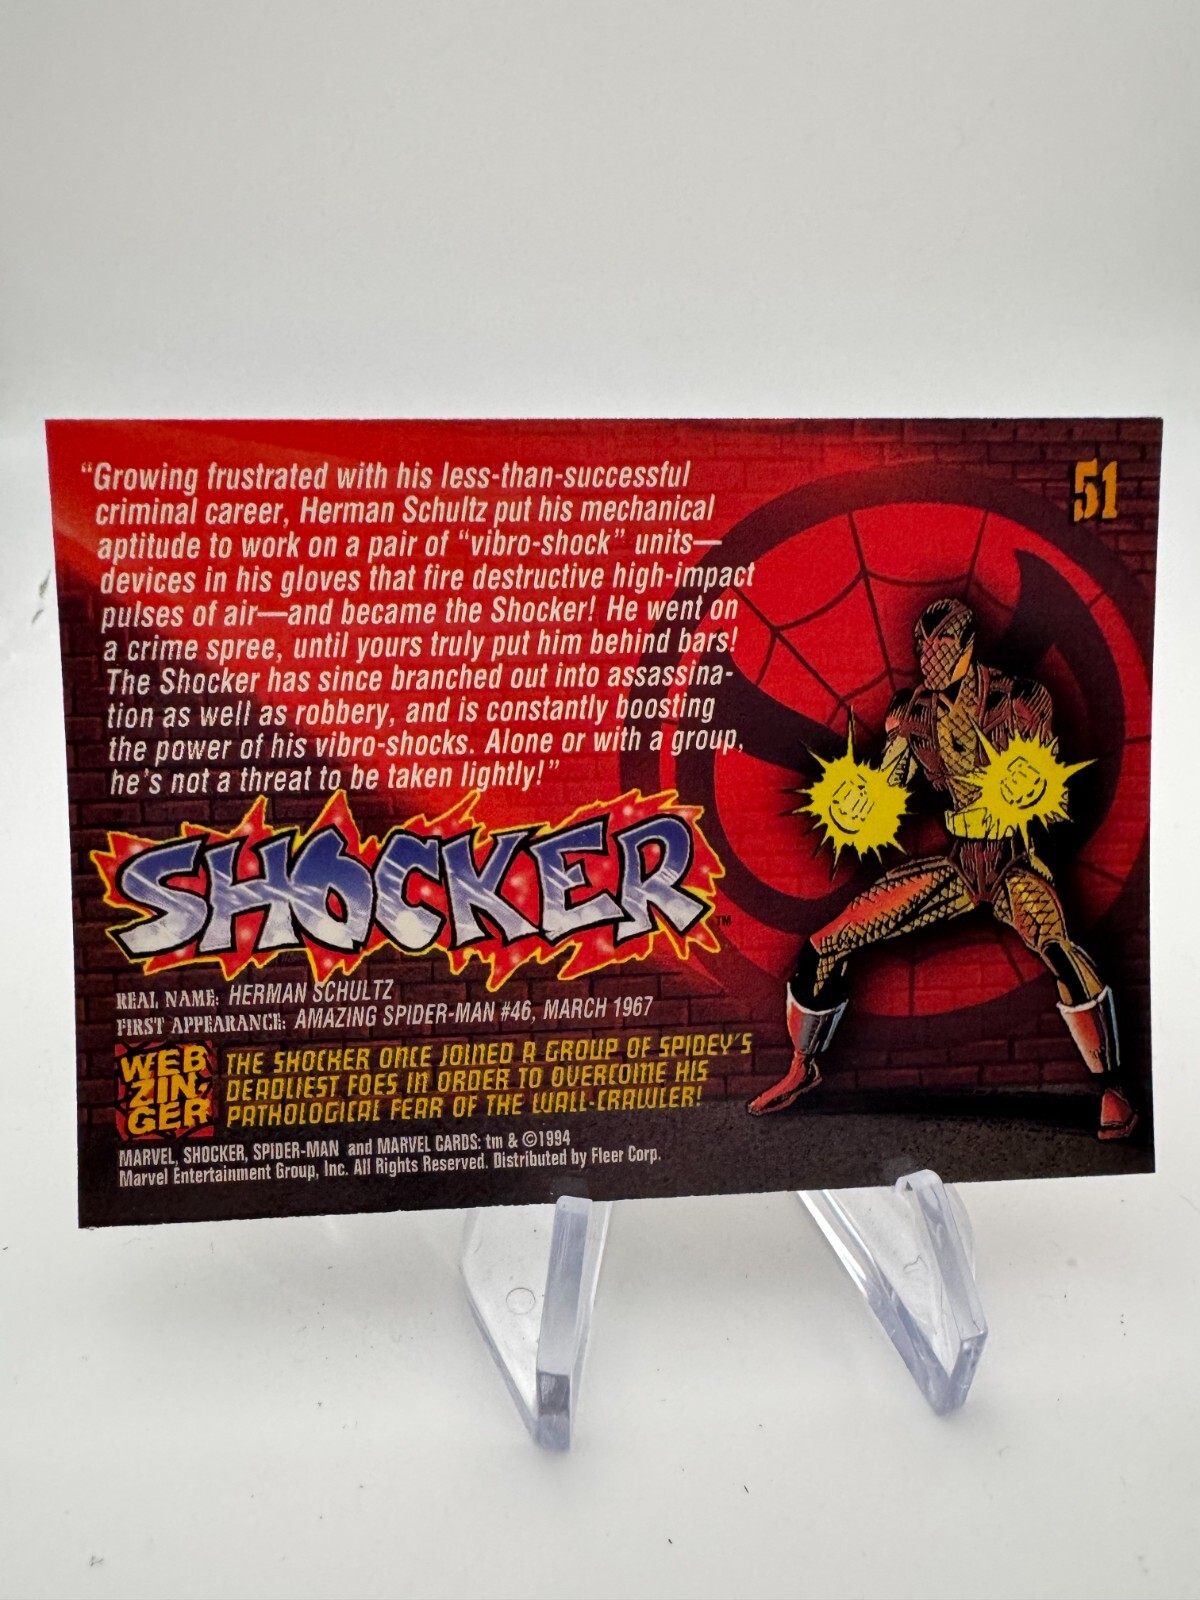 51
“Growing frustrated with his less-than-successful
criminal career, Herman Schultz put his mechanical
aptitude to work on a pair of “vibro-shock” units—
devices in his gloves that fire destructive high-impact
pulses of air—and became the Shocker! He went on
a crime spree, until yours truly put him behind bars!
The Shocker has since branched out into assassina-
tion as well as robbery, and is constantly boosting
the power of his vibro-shocks. Alone or with a group,
he's not a threat to be taken lightly!”
SHOCKER™
REAL NAME: HERMAN SCHULTZ
FIRST APPEARANCE: AMAZING SPIDER-MAN #46, MARCH 1967
WEB
ZIN-
GER
THE SHOCKER ONCE JOINED A GROUP OF SPIDEY'S
DEADLIEST FOES IN ORDER TO OVERCOME HIS
PATHOLOGICAL FEAR OF THE WALL-CRAWLER!
MARVEL, SHOCKER, SPIDER-MAN and MARVEL CARDS: tm & ©1994
Marvel Entertainment Group, Inc. All Rights Reserved. Distributed by Fleer Corp.